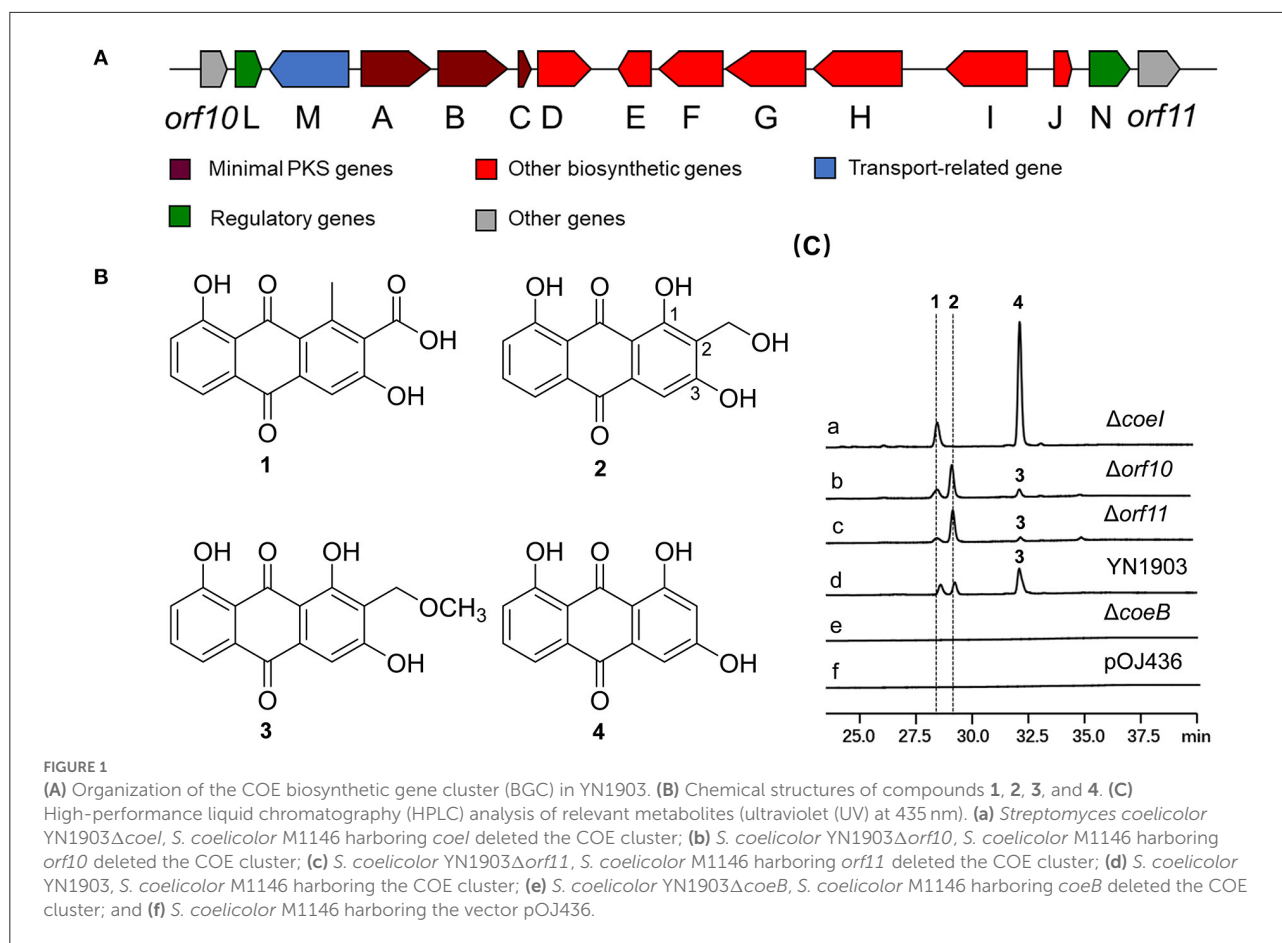 A
orf10 L M A B C D E F G H I J N orf11
Minimal PKS genes Other biosynthetic genes Transport-related gene
Regulatory genes Other genes
B
OH O O OH OH O 1
OH O OH 1 2 OH 3 OH O 2
OH O OH OCH3 OH O 3
OH O OH OH O 4
(C)
1 2 4
a ΔcoeI
b 3 Δorf10
c 3 Δorf11
d 3 YN1903
e ΔcoeB
f pOJ436
25.0 27.5 30.0 32.5 35.0 37.5 min
FIGURE 1
(A) Organization of the COE biosynthetic gene cluster (BGC) in YN1903. (B) Chemical structures of compounds 1, 2, 3, and 4. (C)
High-performance liquid chromatography (HPLC) analysis of relevant metabolites (ultraviolet (UV) at 435 nm). (a) Streptomyces coelicolor
YN1903ΔcoeI, S. coelicolor M1146 harboring coeI deleted the COE cluster; (b) S. coelicolor YN1903Δorf10, S. coelicolor M1146 harboring
orf10 deleted the COE cluster; (c) S. coelicolor YN1903Δorf11, S. coelicolor M1146 harboring orf11 deleted the COE cluster; (d) S. coelicolor
YN1903, S. coelicolor M1146 harboring the COE cluster; (e) S. coelicolor YN1903ΔcoeB, S. coelicolor M1146 harboring coeB deleted the COE
cluster; and (f) S. coelicolor M1146 harboring the vector pOJ436.